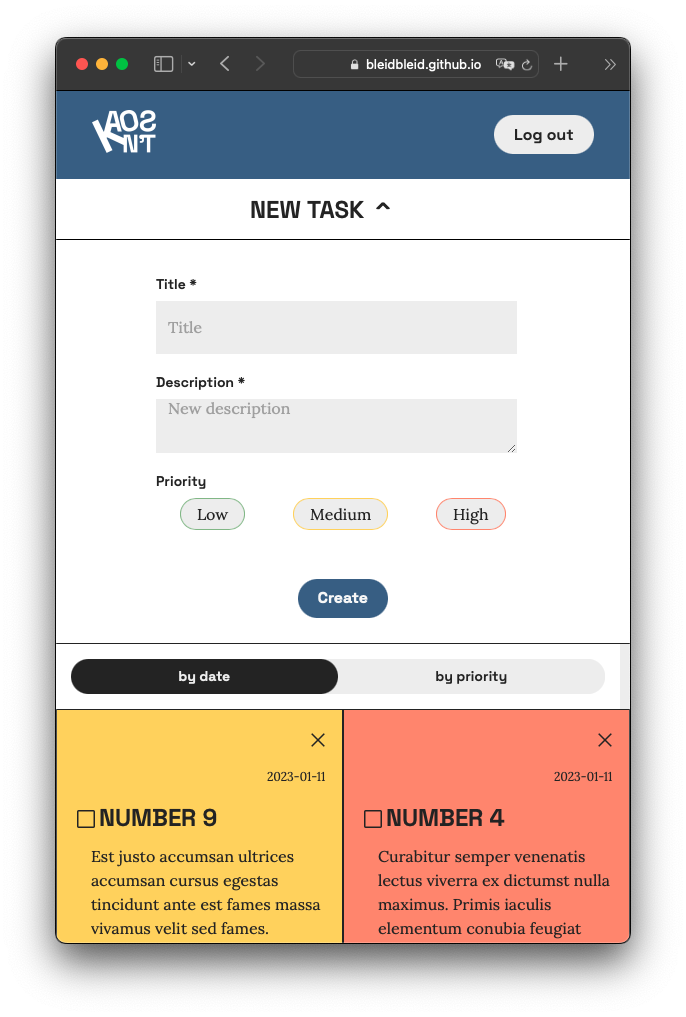 bleidbleid.github.io
KAOS
N'T
Log out
NEW TASK
Title *
Title
Description *
New description
Priority
Low
Medium
High
Create
by date
by priority
2023-01-11
NUMBER 9
Est justo accumsan ultrices
accumsan cursus egestas
tincidunt ante est fames massa
vivamus velit sed fames.
2023-01-11
NUMBER 4
Curabitur semper venenatis
lectus viverra ex dictumst nulla
maximus. Primis iaculis
elementum conubia feugiat